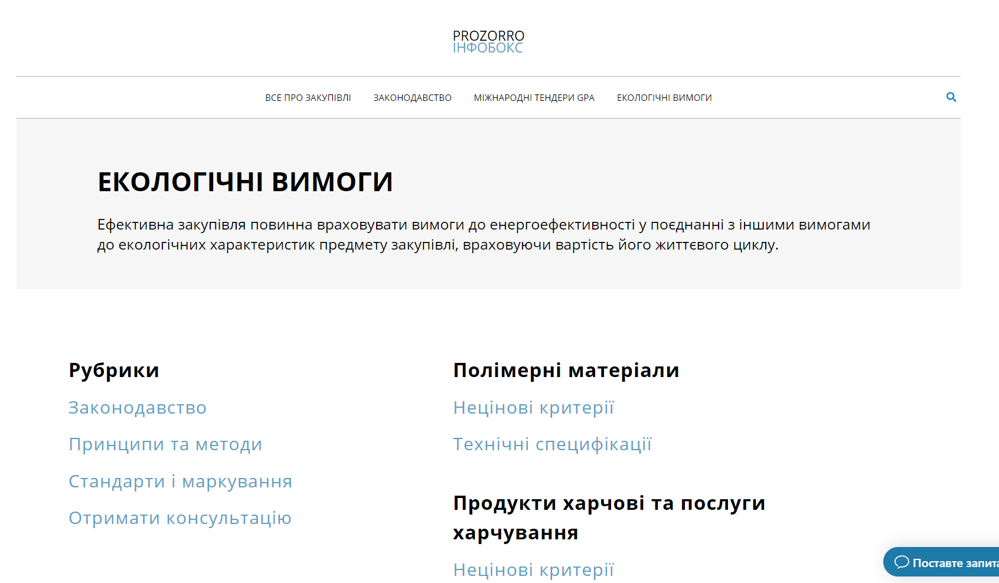 PROZORRO
ІНФОБОКС
ВСЕ ПРО ЗАКУПІВЛІ ЗАКОНОДАВСТВО МІЖНАРОДНІ ТЕНДЕРИ GPA ЕКОЛОГІЧНІ ВИМОГИ
ЕКОЛОГІЧНІ ВИМОГИ
Ефективна закупівля повинна враховувати вимоги до енергоефективності у поєднанні з іншими вимогами
до екологічних характеристик предмету закупівлі, враховуючи вартість його життєвого циклу.
Рубрики
Законодавство
Принципи та методи
Стандарти і маркування
Отримати консультацію
Полімерні матеріали
Нецінові критерії
Технічні специфікації
Продукти харчові та послуги
харчування
Нецінові критерії
Поставте